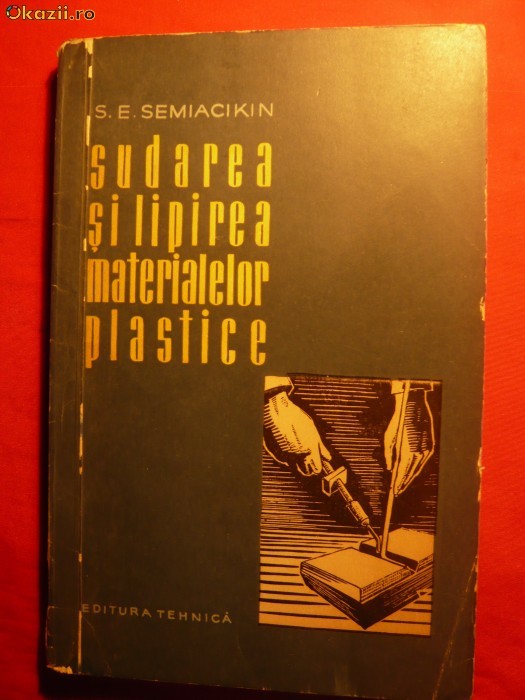 Okazii.ro
S. E. SEMIACIKIN
sudarea
și lipirea
materialelor
plastice
EDITURA TEHNICĂ